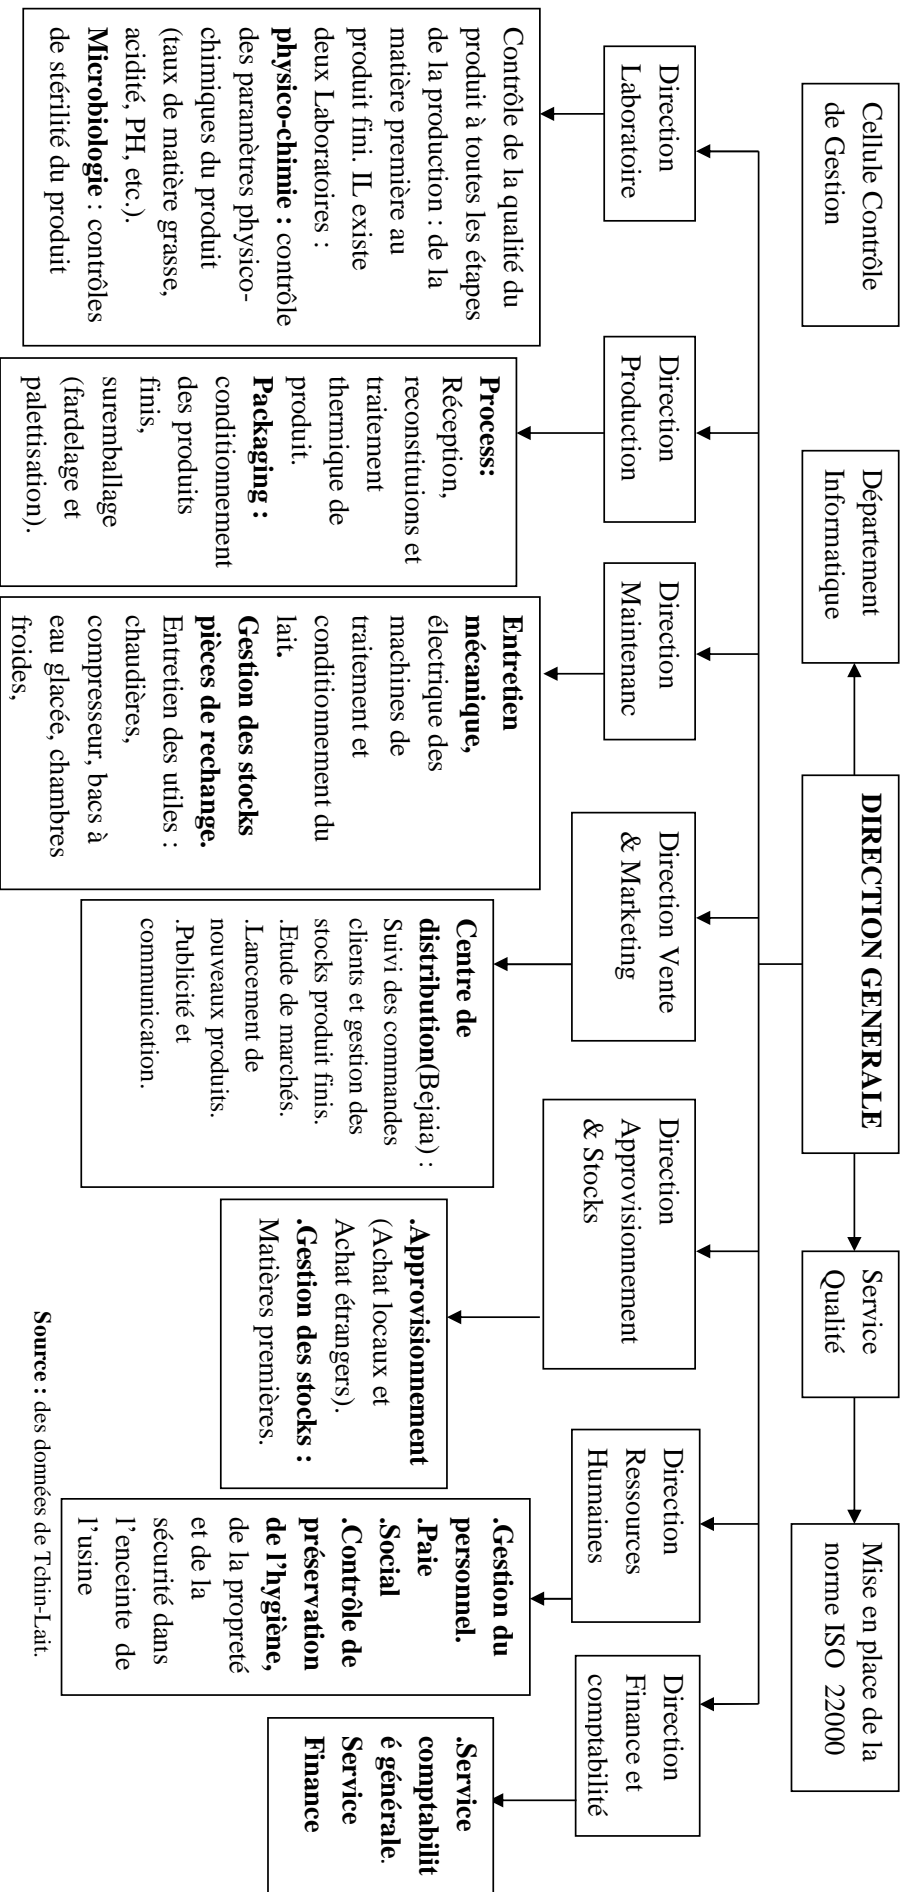 Cellule Contrôle
de Gestion
Département
Informatique
DIRECTION GENERALE
Service
Qualité
Mise en place de la
norme ISO 22000
Direction
Laboratoire
Direction
Production
Direction
Maintenanc
Direction Vente
& Marketing
Direction
Approvisionnement
& Stocks
Direction
Ressources
Humaines
Direction
Finance et
comptabilité
Contrôle de la qualité du
produit à toutes les étapes
de la production : de la
matière première au
produit fini. IL existe
deux Laboratoires :
physico-chimie : contrôle
des paramètres physico-
chimiques du produit
(taux de matière grasse,
acidité, PH, etc.).
Microbiologie : contrôles
de stérilité du produit
Process:
Réception,
reconstituions et
traitement
thermique de
produit.
Packaging :
conditionnement
des produits
finis,
suremballage
(fardelage et
palettisation).
Entretien
mécanique,
électrique des
machines de
traitement et
conditionnement du
lait.
Gestion des stocks
pièces de rechange.
Entretien des utiles :
chaudières,
compresseur, bacs à
eau glacée, chambres
froides,
Centre de
distribution(Bejaia) :
Suivi des commandes
clients et gestion des
stocks produit finis.
.Etude de marchés.
.Lancement de
nouveaux produits.
.Publicité et
communication.
.Approvisionnement
(Achat locaux et
Achat étrangers).
.Gestion des stocks :
Matières premières.
.Gestion du
personnel.
.Paie
.Social
.Contrôle de
préservation
de l'hygiène,
de la propreté
et de la
sécurité dans
l'enceinte de
l'usine
.Service
comptabilit
é générale.
Service
Finance
Source : des données de Tchin-Lait.